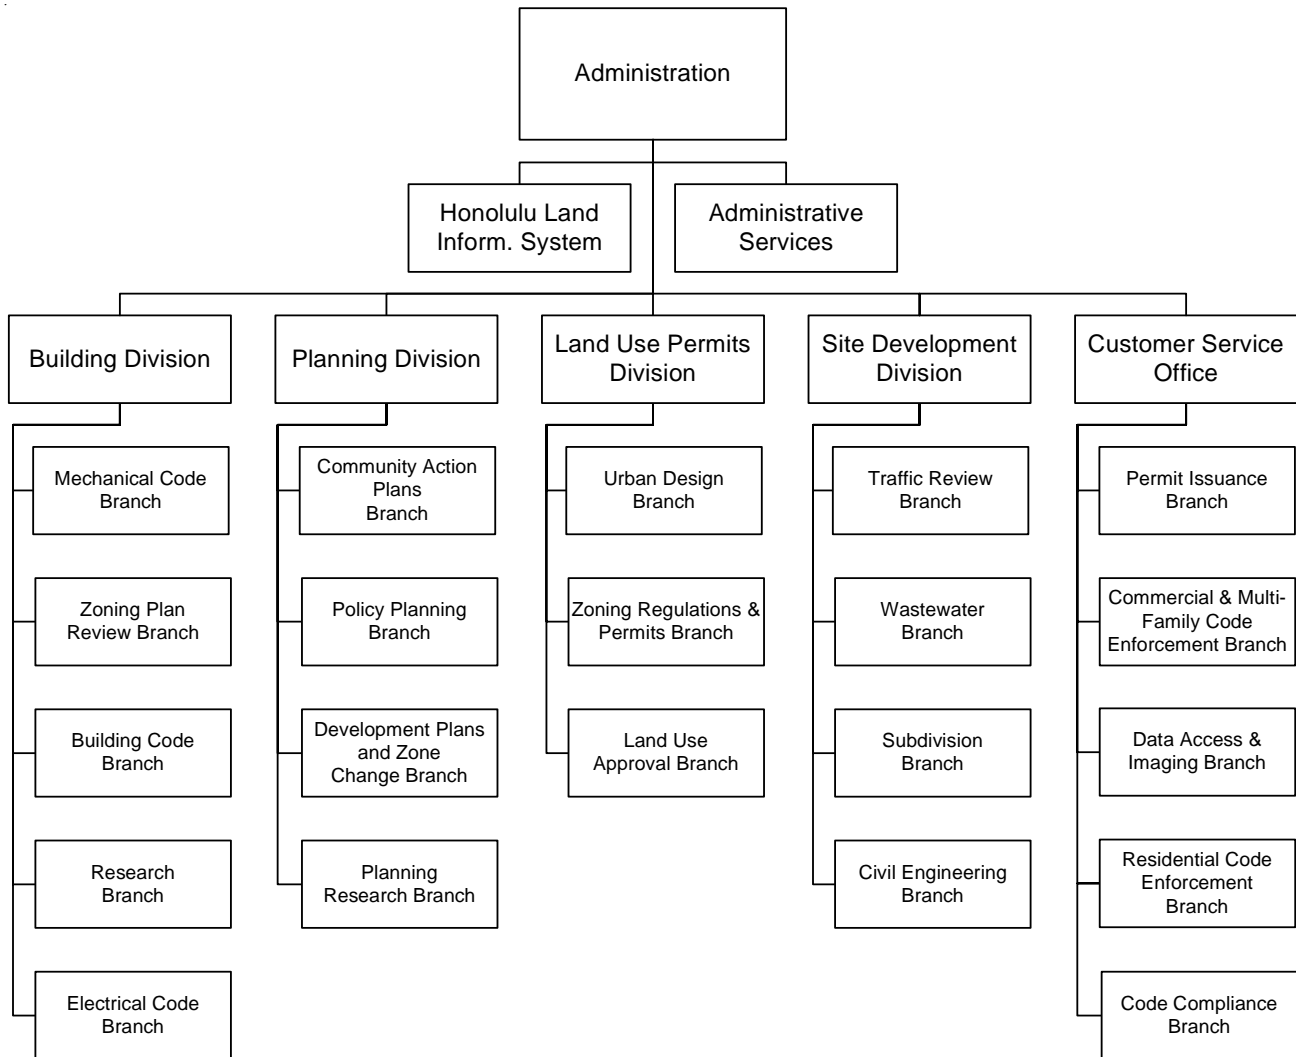 Administration
Honolulu Land
Inform. System
Administrative
Services
Building Division
Planning Division
Land Use Permits
Division
Site Development
Division
Customer Service
Office
Mechanical Code
Branch
Community Action
Plans
Branch
Urban Design
Branch
Traffic Review
Branch
Permit Issuance
Branch
Zoning Plan
Review Branch
Policy Planning
Branch
Zoning Regulations &
Permits Branch
Wastewater
Branch
Commercial & Multi-
Family Code
Enforcement Branch
Building Code
Branch
Development Plans
and Zone
Change Branch
Land Use
Approval Branch
Subdivision
Branch
Data Access &
Imaging Branch
Research
Branch
Planning
Research Branch
Civil Engineering
Branch
Residential Code
Enforcement
Branch
Electrical Code
Branch
Code Compliance
Branch